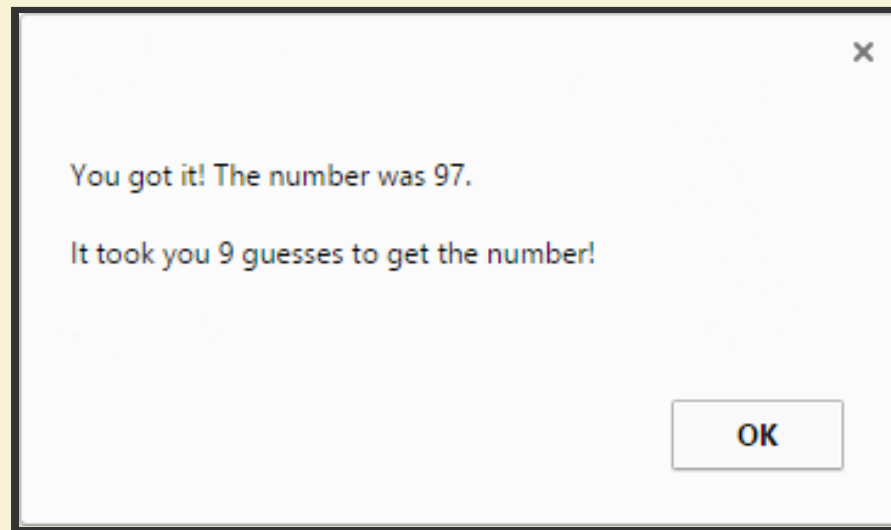 You got it! The number was 97.
It took you 9 guesses to get the number!
OK